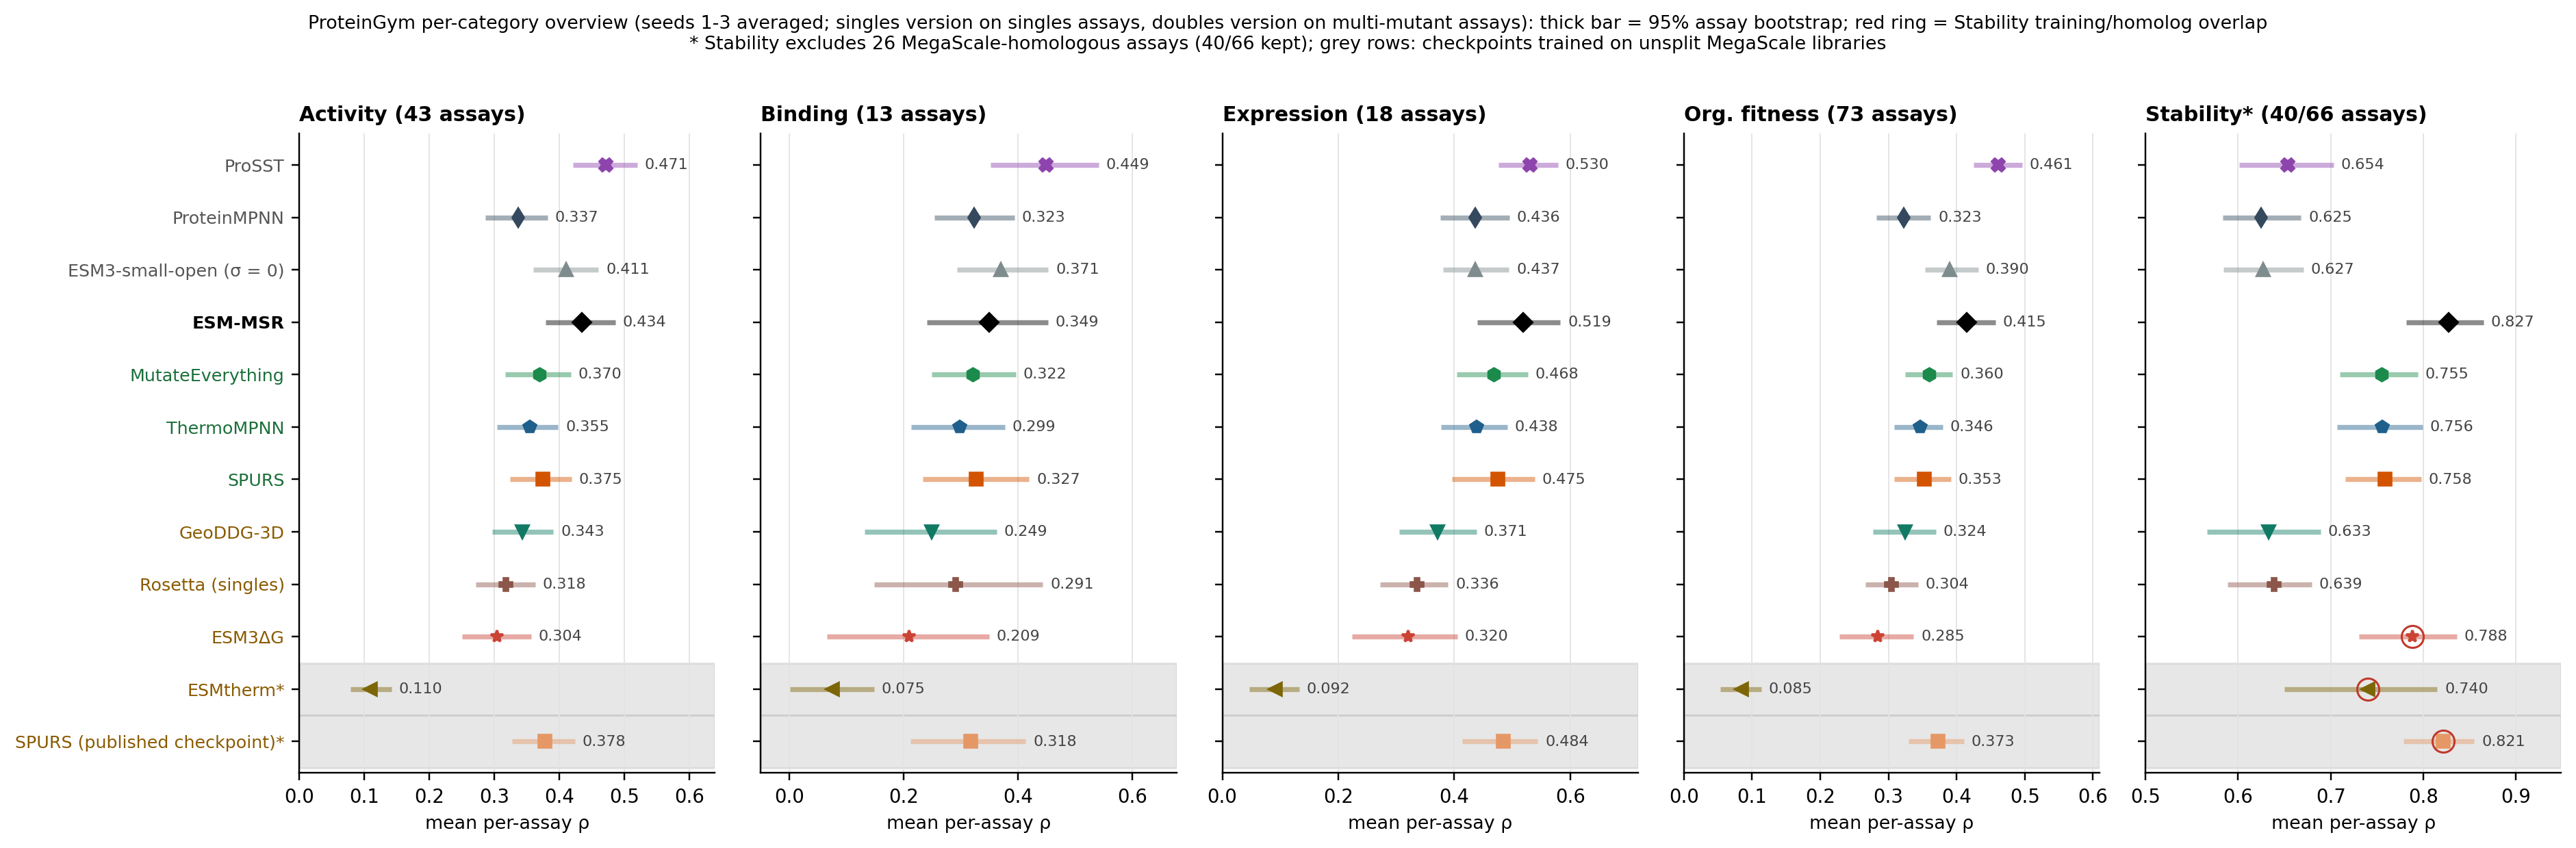 ProteinGym per-category overview (seeds 1-3 averaged; singles version on singles assays, doubles version on multi-mutant assays): thick bar = 95% assay bootstrap; red ring = Stability training/homolog overlap
* Stability excludes 26 MegaScale-homologous assays (40/66 kept); grey rows: checkpoints trained on unsplit MegaScale libraries
Activity (43 assays)
Binding (13 assays)
Expression (18 assays)
Org. fitness (73 assays)
Stability* (40/66 assays)
ProSST 0.471 0.449 0.530 0.461 0.654
ProteinMPNN 0.337 0.323 0.436 0.323 0.625
ESM3-small-open (σ = 0) 0.411 0.371 0.437 0.390 0.627
ESM-MSR 0.434 0.349 0.519 0.415 0.827
MutateEverything 0.370 0.322 0.468 0.360 0.755
ThermoMPNN 0.355 0.299 0.438 0.346 0.756
SPURS 0.375 0.327 0.475 0.353 0.758
GeoDDG-3D 0.343 0.249 0.371 0.324 0.633
Rosetta (singles) 0.318 0.291 0.336 0.304 0.639
ESM3ΔG 0.304 0.209 0.320 0.285 0.788
ESMtherm* 0.110 0.075 0.092 0.085 0.740
SPURS (published checkpoint)* 0.378 0.318 0.484 0.373 0.821
0.0 0.1 0.2 0.3 0.4 0.5 0.6
0.0 0.2 0.4 0.6
0.0 0.2 0.4 0.6
0.0 0.1 0.2 0.3 0.4 0.5 0.6
0.5 0.6 0.7 0.8 0.9
mean per-assay ρ
mean per-assay ρ
mean per-assay ρ
mean per-assay ρ
mean per-assay ρ